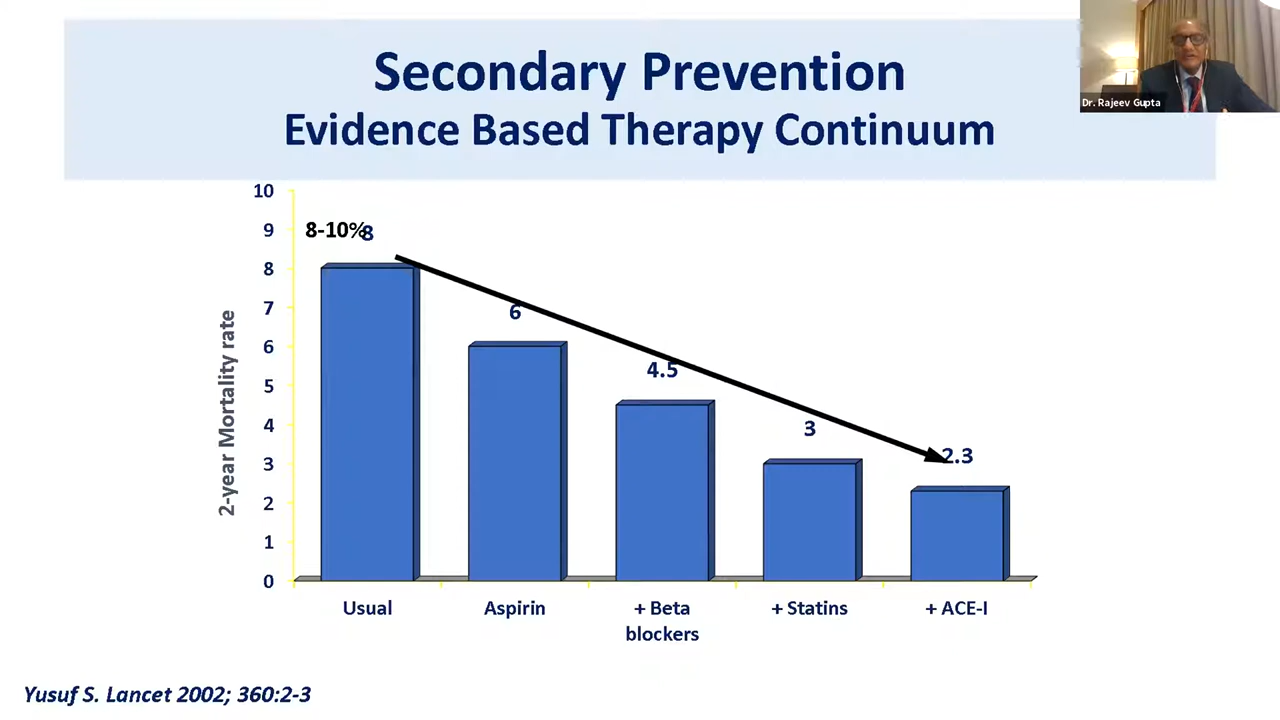 Secondary Prevention
Evidence Based Therapy Continuum
Dr. Rajeev Gupta
2-year Mortality rate
10
9
8
7
6
5
4
3
2
1
0
8-10%
8
6
4.5
3
2.3
Usual
Aspirin
+ Beta
blockers
+ Statins
+ ACE-I
Yusuf S. Lancet 2002; 360:2-3